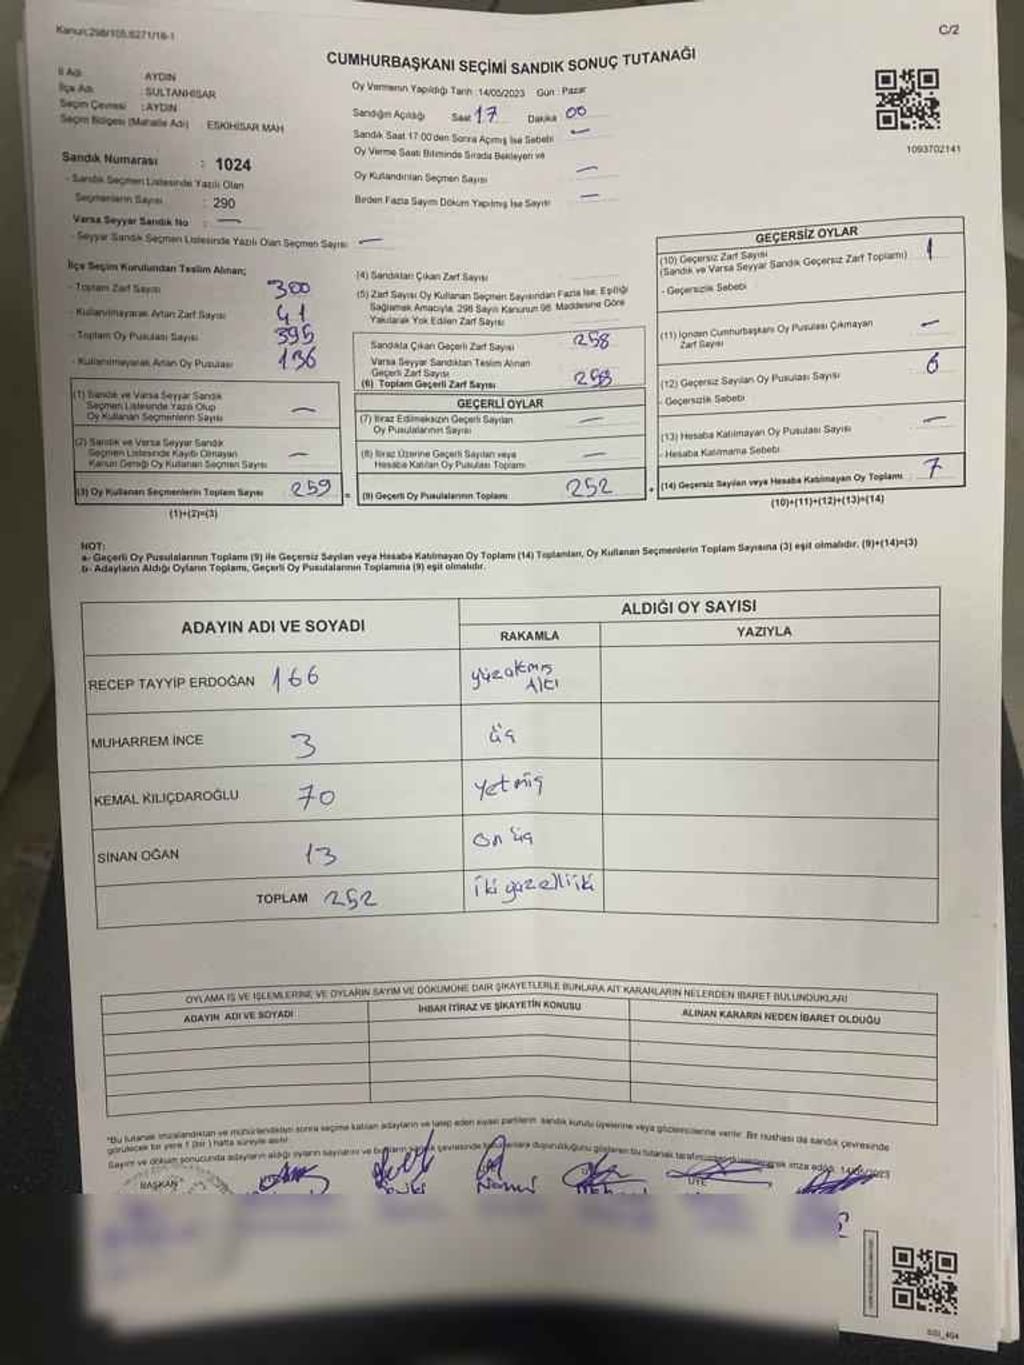 Kanun:298/105,6271/16-1
C/2
CUMHURBAŞKANI SEÇİMİ SANDIK SONUÇ TUTANAĞI
İl Adı : AYDIN
İlçe Adı : SULTANHİSAR
Seçim Çevresi : AYDIN
Seçim Bölgesi (Mahalle Adı) ESKİHİSAR MAH
Oy Vermenin Yapıldığı Tarih :14/05/2023 Gün : Pazar
Sandığın Açıldığı Saat 17 Dakika 00
Sandık Saat 17:00'den Sonra Açımış İse Sebebi —
Oy Verme Saati Bitiminde Sırada Bekleyen ve
Oy Kullandırılan Seçmen Sayısı —
Birden Fazla Sayım Döküm Yapılmış İse Sayısı —
1093702141
Sandık Numarası : 1024
- Sandık Seçmen Listesinde Yazılı Olan
Seçmenlerin Sayısı : 290
Varsa Seyyar Sandık No : —
- Seyyar Sandık Seçmen Listesinde Yazılı Olan Seçmen Sayısı: —
İlçe Seçim Kurulundan Teslim Alınan;
- Toplam Zarf Sayısı 300
- Kullanılmayarak Artan Zarf Sayısı 41
- Toplam Oy Pusulası Sayısı 395
- Kullanılmayarak Artan Oy Pusulası 136
(1) Sandık ve Varsa Seyyar Sandık
Seçmen Listesinde Yazılı Olup
Oy Kullanan Seçmenlerin Sayısı —
(2) Sandık ve Varsa Seyyar Sandık
Seçmen Listesinde Kaydı Olmayan
Kanun Gereği Oy Kullanan Seçmen Sayısı —
(3) Oy Kullanan Seçmenlerin Toplam Sayısı 259 =
(1)+(2)=(3)
(4) Sandıktan Çıkan Zarf Sayısı
(5) Zarf Sayısı Oy Kullanan Seçmen Sayısından Fazla İse, Eşitliği
Sağlamak Amacıyla, 298 Sayılı Kanunun 98. Maddesine Göre
Yakılarak Yok Edilen Zarf Sayısı
Sandıkta Çıkan Geçerli Zarf Sayısı 258
Varsa Seyyar Sandıktan Teslim Alınan
Geçerli Zarf Sayısı
(6) Toplam Geçerli Zarf Sayısı 258
GEÇERLİ OYLAR
(7) İtiraz Edilmeksizin Geçerli Sayılan
Oy Pusulalarının Sayısı —
(8) İtiraz Üzerine Geçerli Sayılan veya
Hesaba Katılan Oy Pusulası Toplamı —
(9) Geçerli Oy Pusulalarının Toplamı 252 +
GEÇERSİZ OYLAR
(10) Geçersiz Zarf Sayısı 1
(Sandık ve Varsa Seyyar Sandık Geçersiz Zarf Toplamı)
- Geçersizlik Sebebi
(11) İçinden Cumhurbaşkanı Oy Pusulası Çıkmayan —
Zarf Sayısı
(12) Geçersiz Sayılan Oy Pusulası Sayısı 6
- Geçersizlik Sebebi
(13) Hesaba Katılmayan Oy Pusulası Sayısı —
- Hesaba Katılmama Sebebi
(14) Geçersiz Sayılan veya Hesaba Katılmayan Oy Toplamı 7
(10)+(11)+(12)+(13)=(14)
NOT:
a- Geçerli Oy Pusulalarının Toplamı (9) ile Geçersiz Sayılan veya Hesaba Katılmayan Oy Toplamı (14) Toplamları, Oy Kullanan Seçmenlerin Toplam Sayısına (3) eşit olmalıdır. (9)+(14)=(3)
b- Adayların Aldığı Oyların Toplamı, Geçerli Oy Pusulalarının Toplamına (9) eşit olmalıdır.
ADAYIN ADI VE SOYADI
ALDIĞI OY SAYISI
RAKAMLA YAZIYLA
RECEP TAYYİP ERDOĞAN 166 yüzaltmış Altı
MUHARREM İNCE 3 üç
KEMAL KILIÇDAROĞLU 70 yetmiş
SİNAN OĞAN 13 on üç
TOPLAM 252 iki yüzelliiki
OYLAMA İŞ VE İŞLEMLERİNE VE OYLARIN SAYIM VE DÖKÜMÜNE DAİR ŞİKAYETLERLE BUNLARA AİT KARARLARIN NELERDEN İBARET BULUNDUKLARI
ADAYIN ADI VE SOYADI İHBAR İTİRAZ VE ŞİKAYETİN KONUSU ALINAN KARARIN NEDEN İBARET OLDUĞU
*Bu tutanak imzalandıktan ve mühürlendikten sonra seçime katılan adayların ve talep eden siyasi partilerin sandık kurulu üyelerine veya gözlemcilerine verilir. Bir nüshası da sandık çevresinde
görülecek bir yere 1 (bir) hafta süreyle asılır.
Sayım ve döküm sonucunda adayların aldığı oyların sayılarını ve bunların sandık çevresinde duyurulduğunu gösteren bu tutanak tarafımızdan imza edildi. 14/05/2023
BAŞKAN
ÜYE